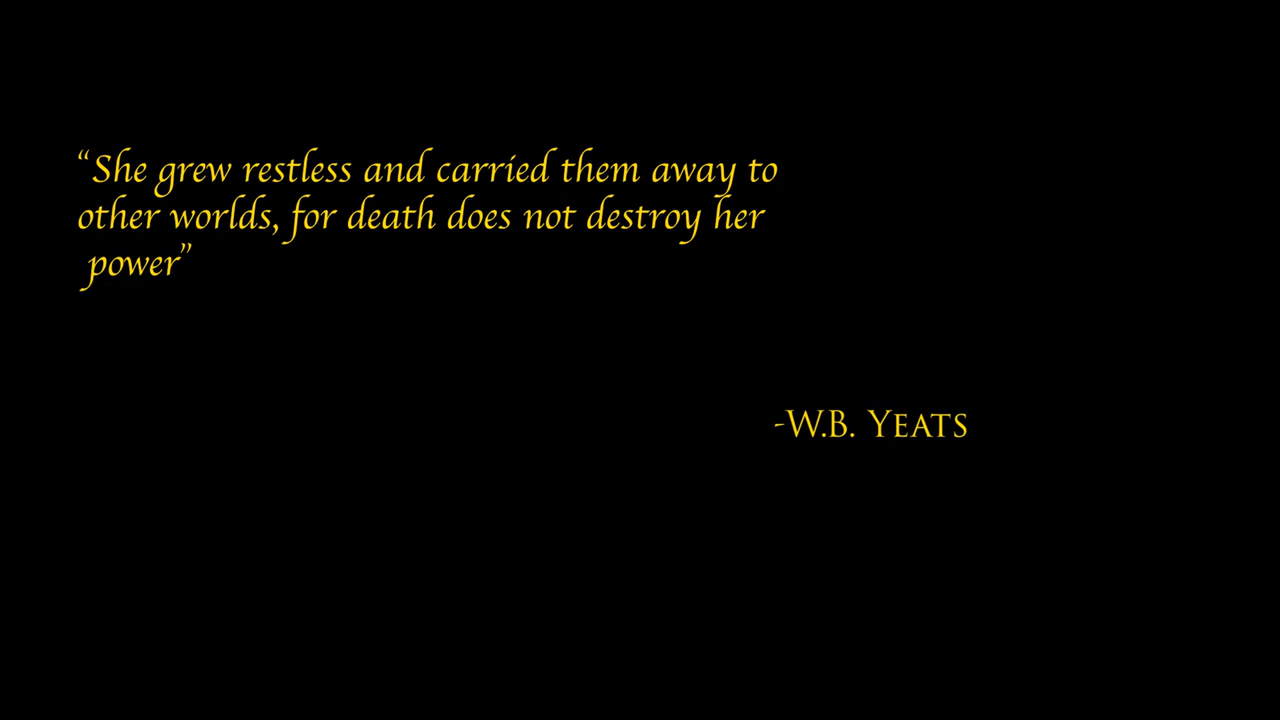 “She grew restless and carried them away to
other worlds, for death does not destroy her
power”
-W.B. Yeats